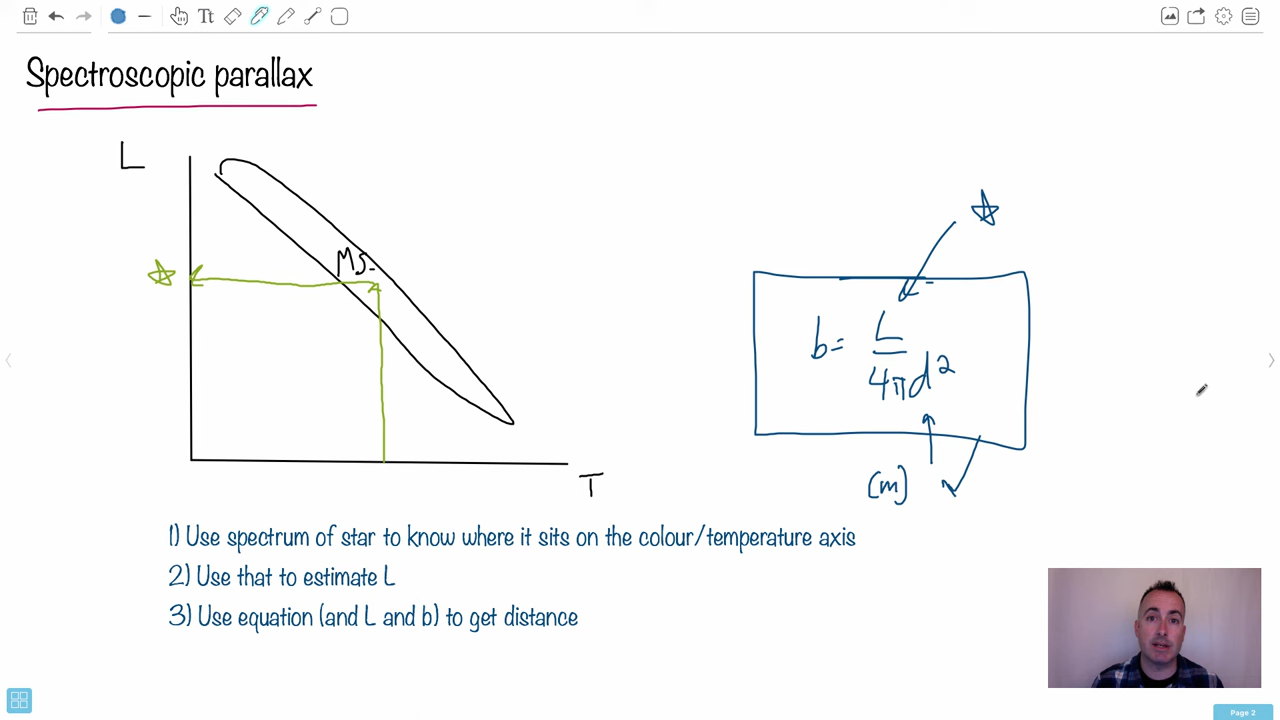 Tt
Spectroscopic parallax
L
MS
T
b = L
4πd²
[m]
1) Use spectrum of star to know where it sits on the colour/temperature axis
2) Use that to estimate L
3) Use equation (and L and b) to get distance
Page 2